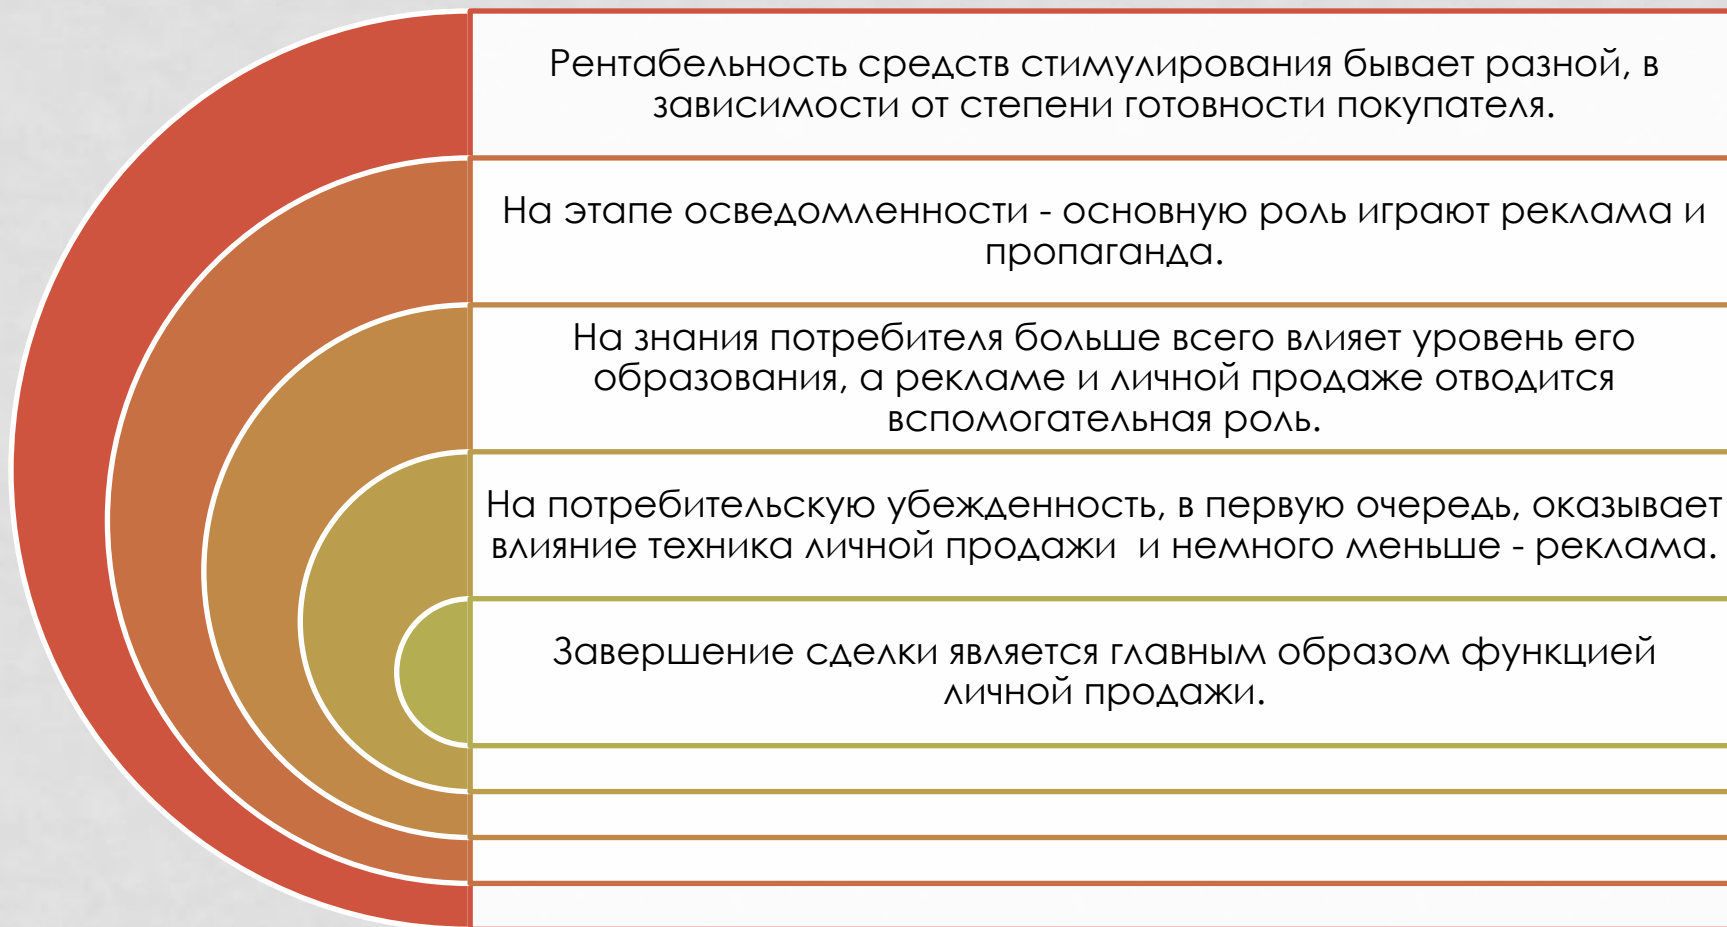 Рентабельность средств стимулирования бывает разной, в
зависимости от степени готовности покупателя.
На этапе осведомленности - основную роль играют реклама и
пропаганда.
На знания потребителя больше всего влияет уровень его
образования, а рекламе и личной продаже отводится
вспомогательная роль.
На потребительскую убежденность, в первую очередь, оказывает
влияние техника личной продажи  и немного меньше - реклама.
Завершение сделки является главным образом функцией
личной продажи.